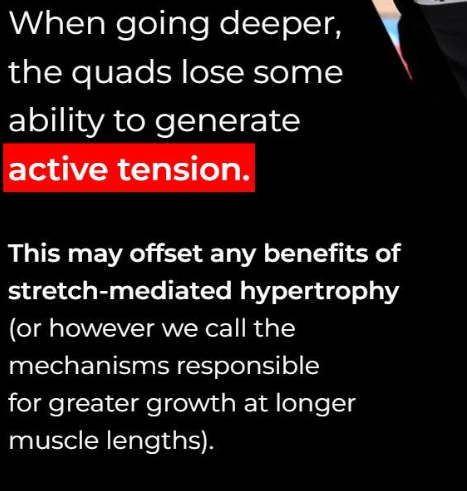 When going deeper,
the quads lose some
ability to generate
active tension.
This may offset any benefits of
stretch-mediated hypertrophy
(or however we call the
mechanisms responsible
for greater growth at longer
muscle lengths).